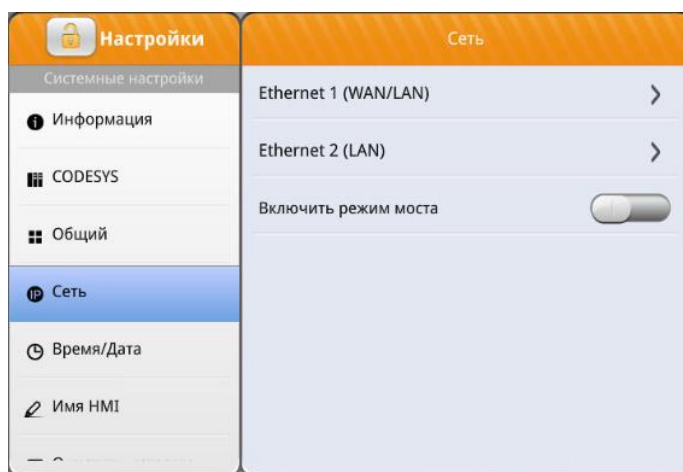 Настройки
Системные настройки
Информация
CODESYS
Общий
IP Сеть
Время/Дата
Имя HMI
Сеть
Ethernet 1 (WAN/LAN)
Ethernet 2 (LAN)
Включить режим моста